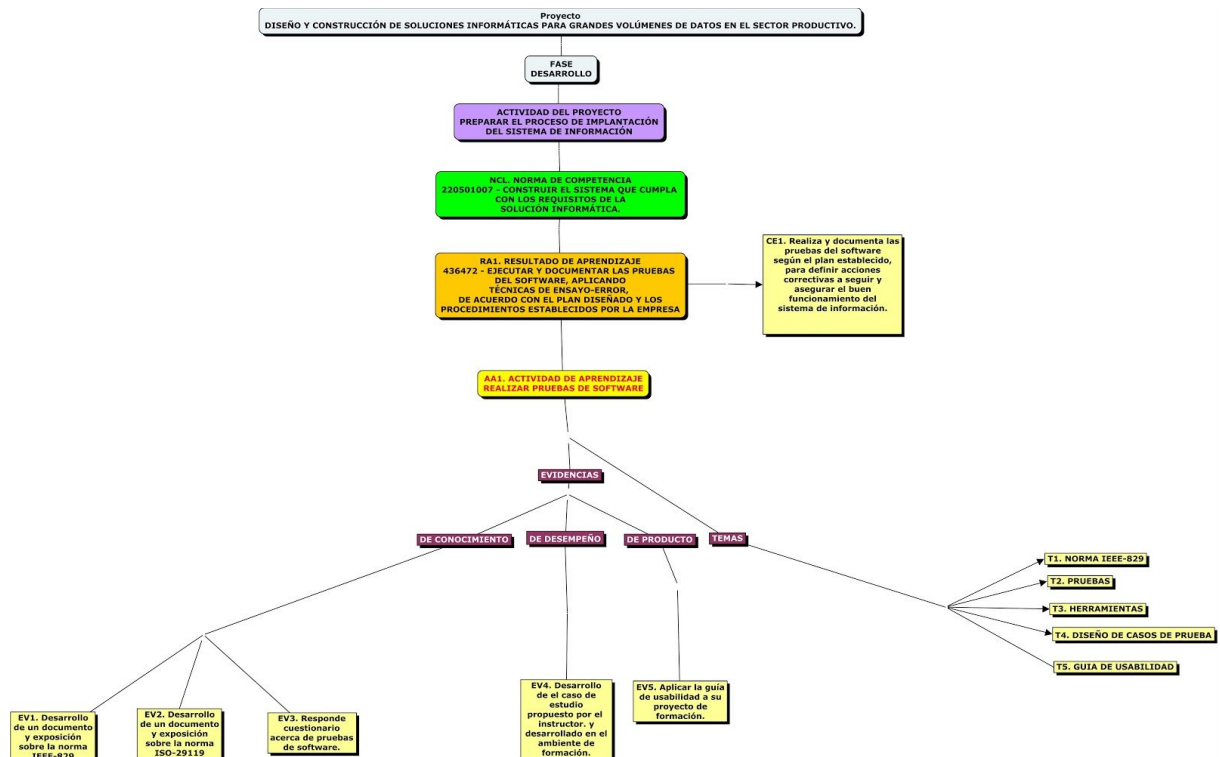 Proyecto
DISEÑO Y CONSTRUCCIÓN DE SOLUCIONES INFORMÁTICAS PARA GRANDES VOLÚMENES DE DATOS EN EL SECTOR PRODUCTIVO.
FASE
DESARROLLO
ACTIVIDAD DEL PROYECTO
PREPARAR EL PROCESO DE IMPLANTACIÓN
DEL SISTEMA DE INFORMACIÓN
NCL. NORMA DE COMPETENCIA
220501007 - CONSTRUIR EL SISTEMA QUE CUMPLA
CON LOS REQUISITOS DE LA
SOLUCIÓN INFORMÁTICA.
RA1. RESULTADO DE APRENDIZAJE
436472 - EJECUTAR Y DOCUMENTAR LAS PRUEBAS
DEL SOFTWARE, APLICANDO
TÉCNICAS DE ENSAYO-ERROR,
DE ACUERDO CON EL PLAN DISEÑADO Y LOS
PROCEDIMIENTOS ESTABLECIDOS POR LA EMPRESA
CE1. Realiza y documenta las
pruebas del software
según el plan establecido,
para definir acciones
correctivas a seguir y
asegurar el buen
funcionamiento del
sistema de información.
AA1. ACTIVIDAD DE APRENDIZAJE
REALIZAR PRUEBAS DE SOFTWARE
EVIDENCIAS
DE CONOCIMIENTO
DE DESEMPEÑO
DE PRODUCTO
TEMAS
T1. NORMA IEEE-829
T2. PRUEBAS
T3. HERRAMIENTAS
T4. DISEÑO DE CASOS DE PRUEBA
T5. GUIA DE USABILIDAD
EV1. Desarrollo
de un documento
y exposición
sobre la norma
IEEE-829
EV2. Desarrollo
de un documento
y exposición
sobre la norma
ISO-29119
EV3. Responde
cuestionario
acerca de pruebas
de software.
EV4. Desarrollo
de el caso de
estudio
propuesto por el
instructor. y
desarrollado en el
ambiente de
formación.
EV5. Aplicar la guía
de usabilidad a su
proyecto de
formación.